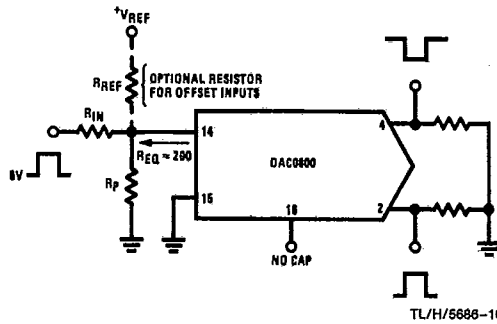 +VREF
RREF { OPTIONAL RESISTOR
FOR OFFSET INPUTS
RIN
14
4
REQ ≈ 200
DAC0800
0V
RP
15
16
2
NO CAP
TL/H/5686-10